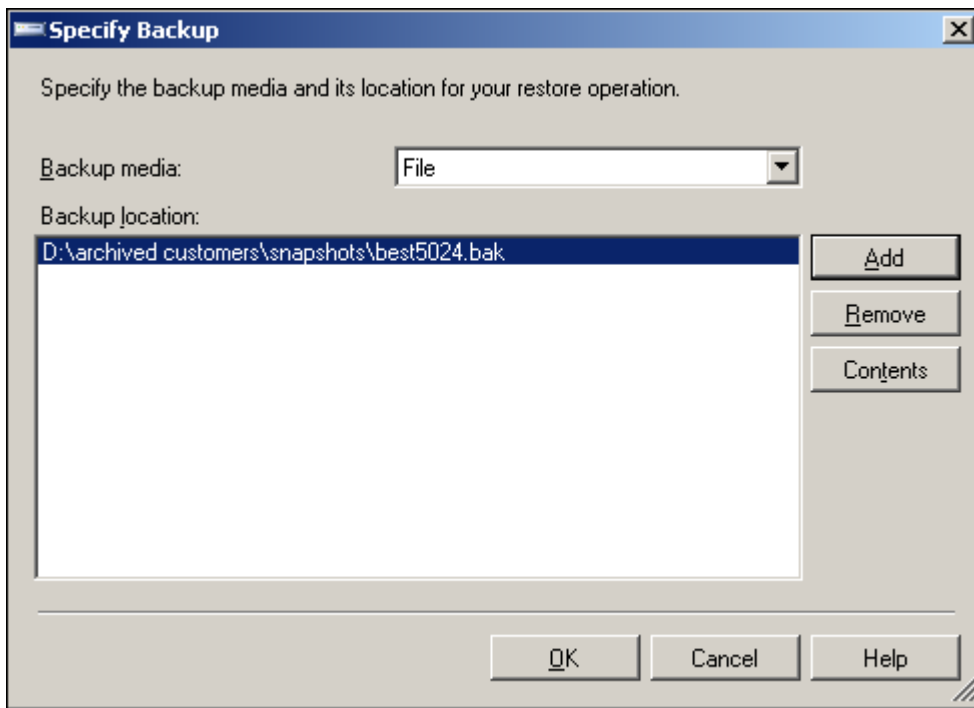 Specify Backup
Specify the backup media and its location for your restore operation.
Backup media:
File
Backup location:
D:\archived customers\snapshots\best5024.bak
Add
Remove
Contents
OK
Cancel
Help